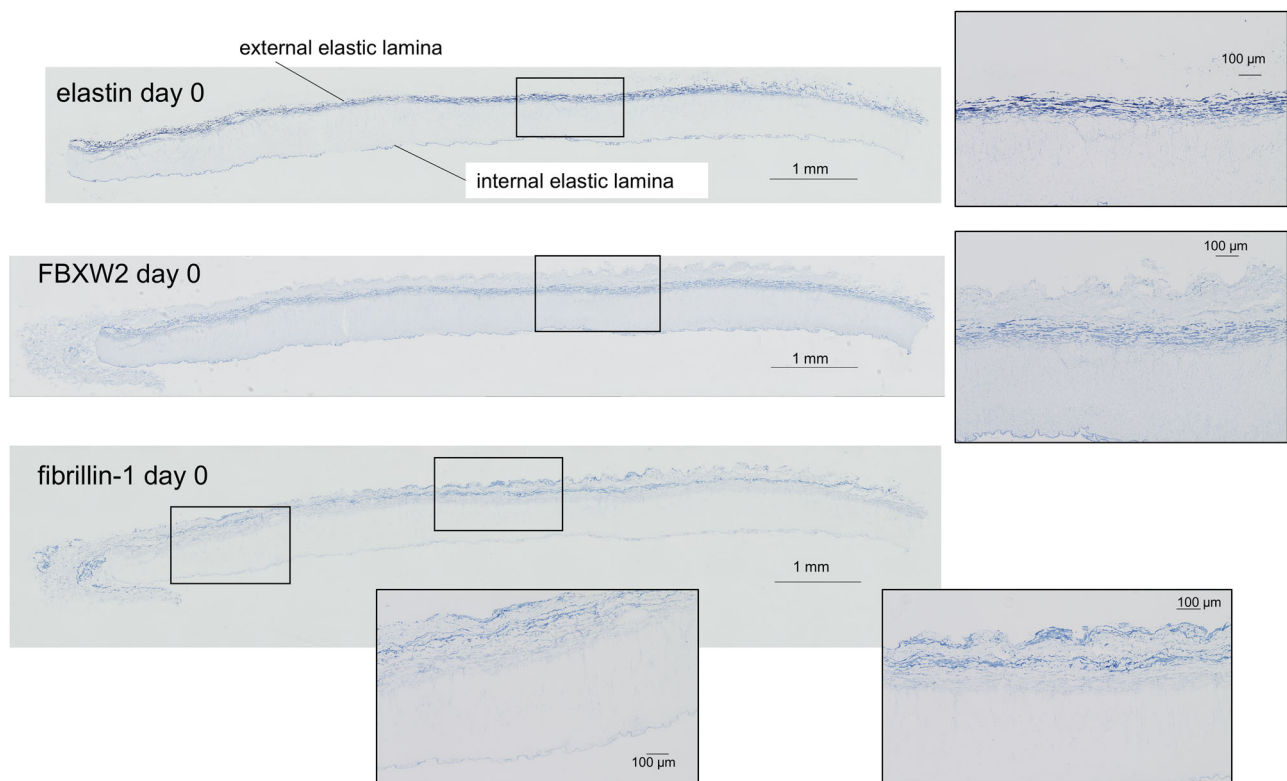 external elastic lamina
elastin day 0
100 µm
1 mm
internal elastic lamina
FBXW2 day 0
100 µm
1 mm
fibrillin-1 day 0
1 mm
100 µm
100 µm